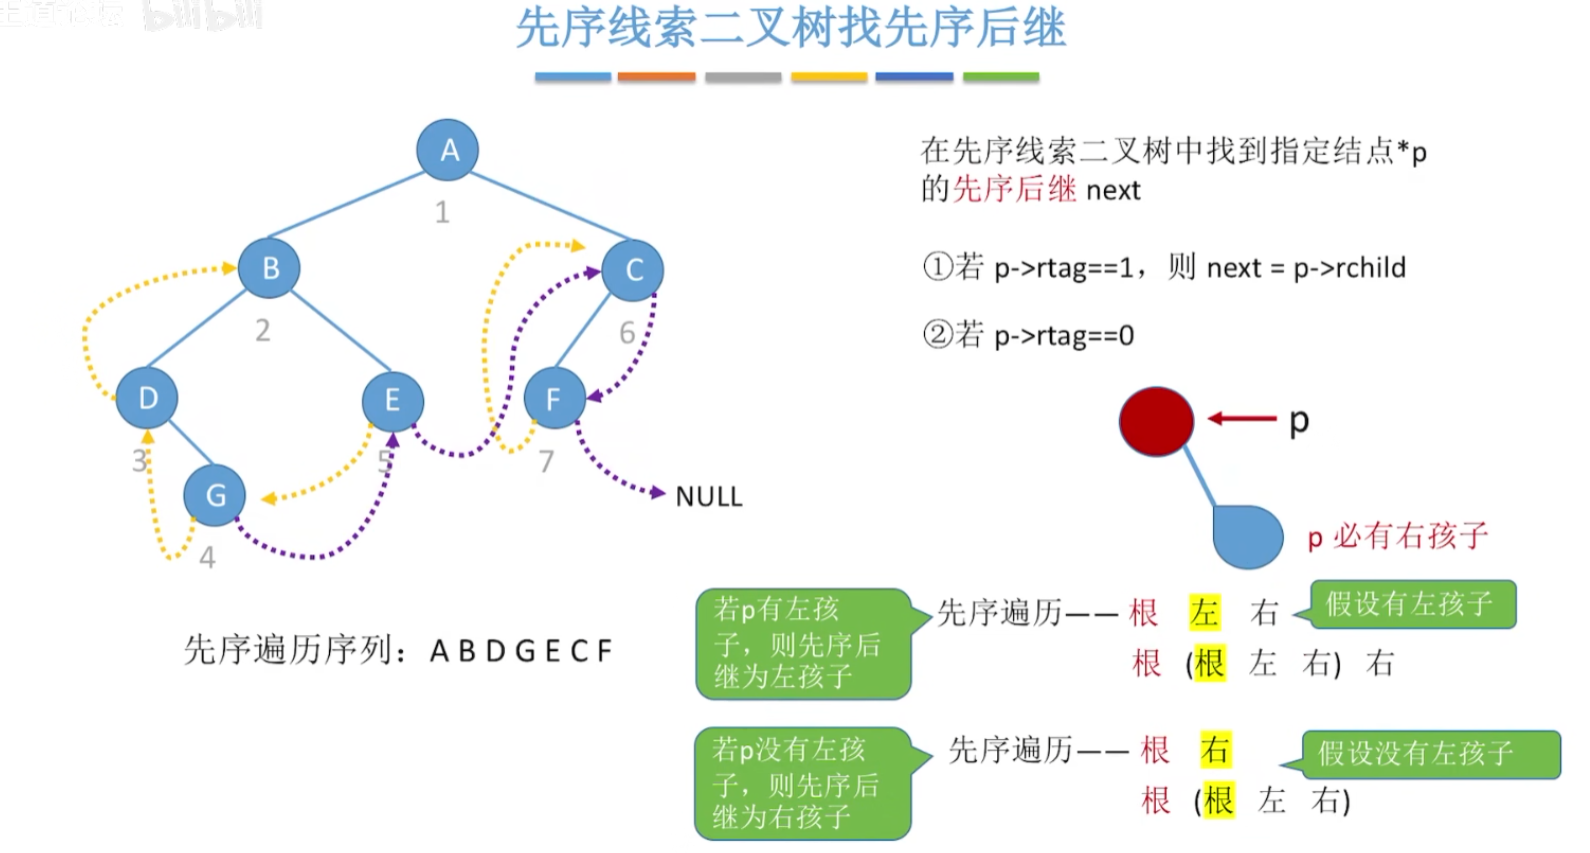 bilibili
先序线索二叉树找先序后继
A
1
B
C
2
6
D
E
F
3
5
7
G
4
NULL
先序遍历序列：A B D G E C F
在先序线索二叉树中找到指定结点*p
的先序后继 next
①若 p->rtag==1，则 next = p->rchild
②若 p->rtag==0
p
p 必有右孩子
若p有左孩
子，则先序后
继为左孩子
先序遍历—— 根 左 右
假设有左孩子
根 (根 左 右) 右
若p没有左孩
子，则先序后
继为右孩子
先序遍历—— 根 右
假设没有左孩子
根 (根 左 右)